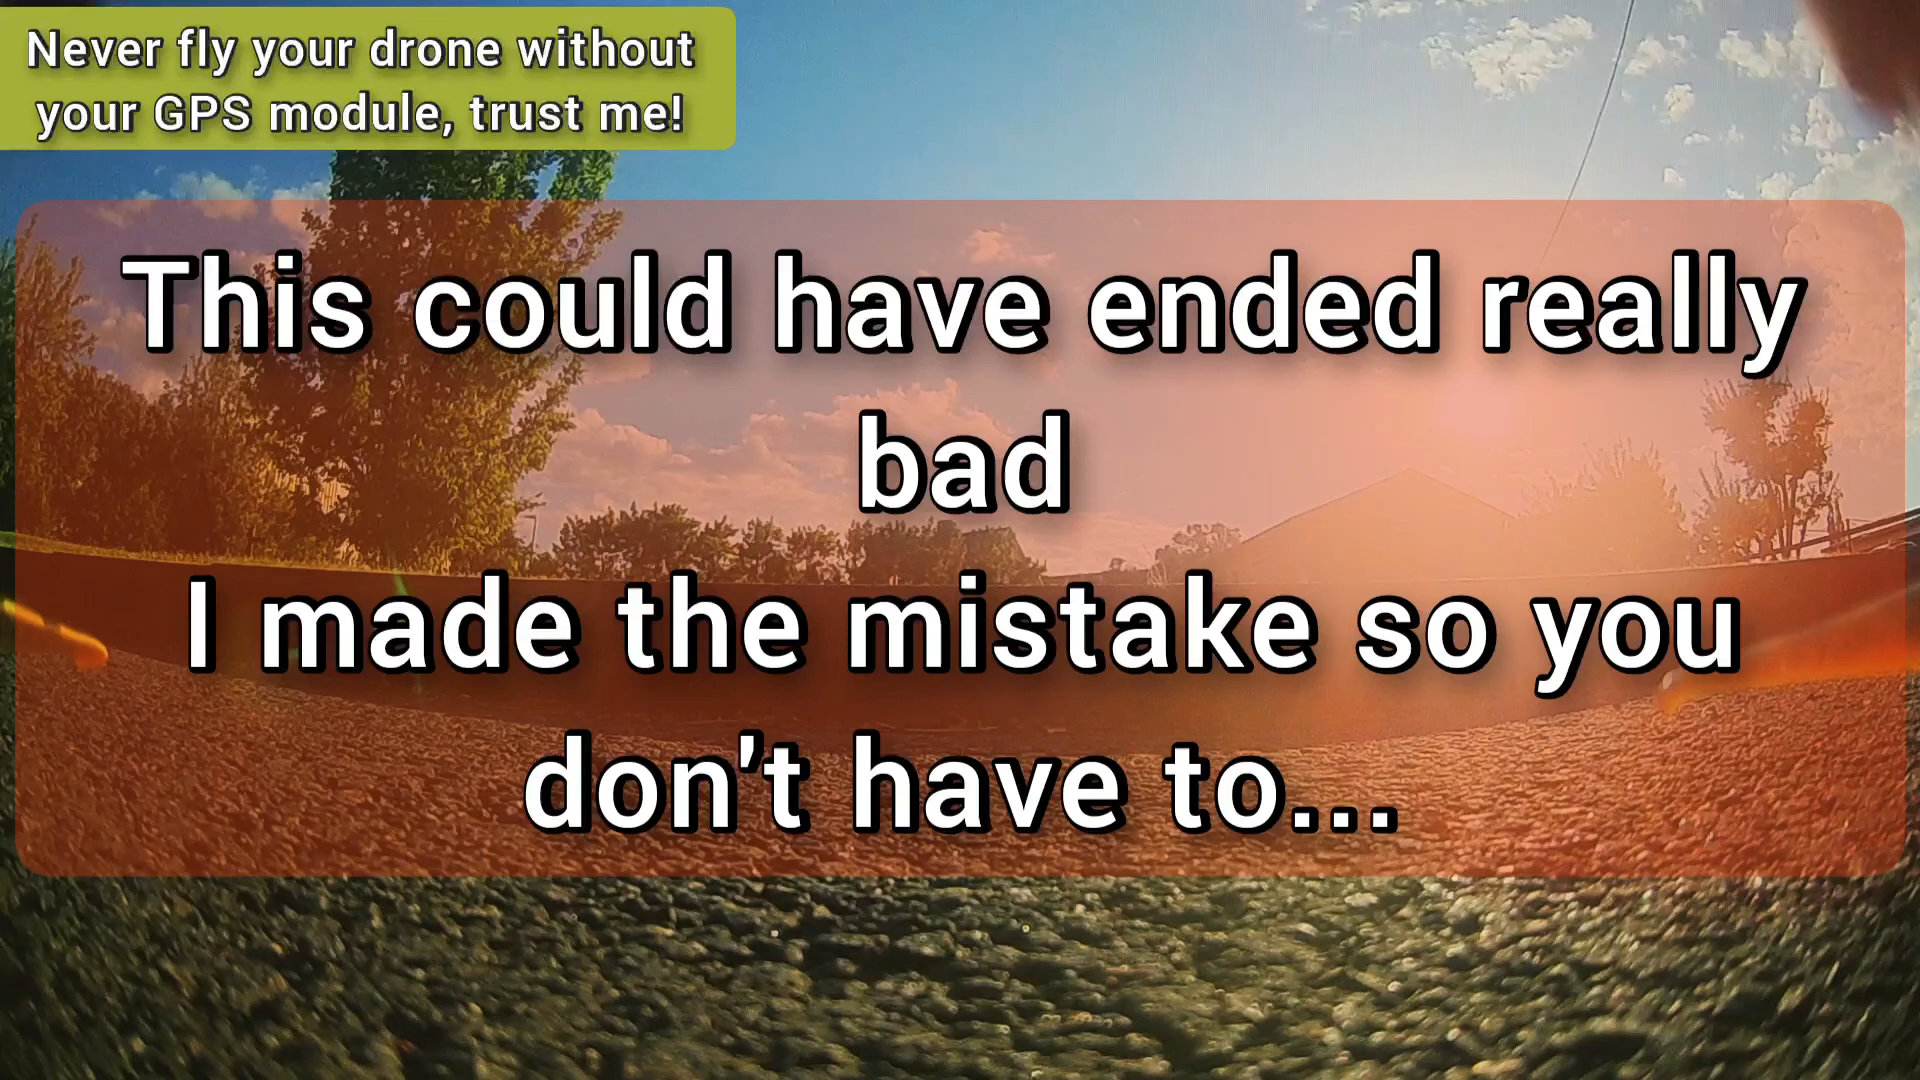 Never fly your drone without
your GPS module, trust me!
This could have ended really
bad
I made the mistake so you
don't have to...